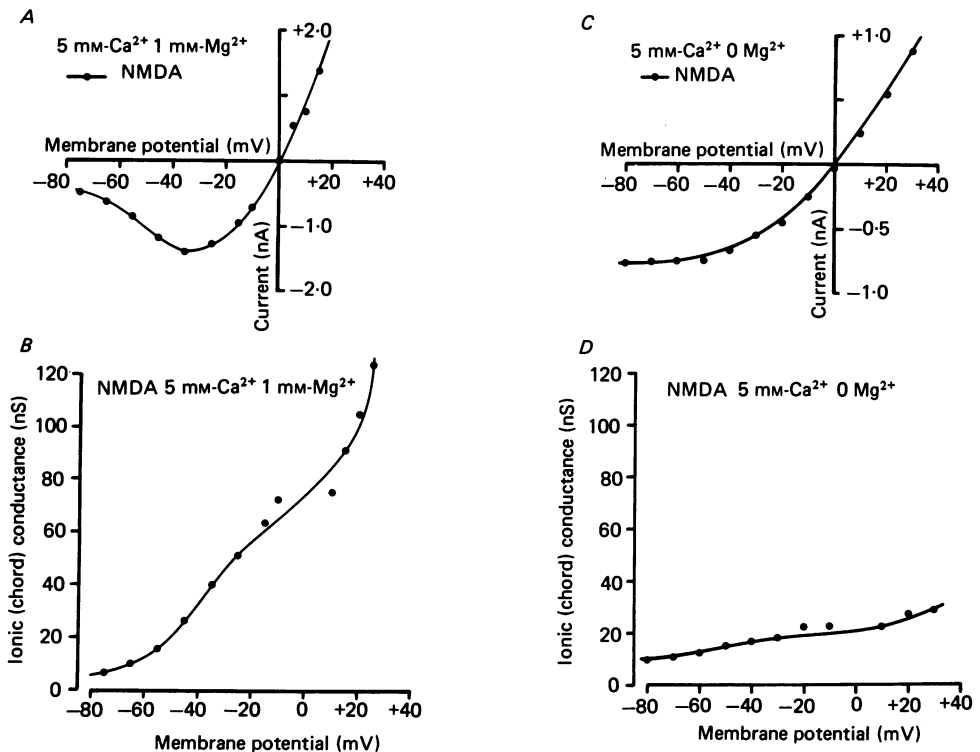 A
5 mM-Ca²⁺ 1 mM-Mg²⁺
NMDA
+2·0
Membrane potential (mV)
−80 −60 −40 −20 +20 +40
−1·0
−2·0
Current (nA)
C
5 mM-Ca²⁺ 0 Mg²⁺
NMDA
+1·0
Membrane potential (mV)
−80 −60 −40 −20 +20 +40
−0·5
−1·0
Current (nA)
B
NMDA 5 mM-Ca²⁺ 1 mM-Mg²⁺
Ionic (chord) conductance (nS)
120
100
80
60
40
20
0
−80 −60 −40 −20 0 +20 +40
Membrane potential (mV)
D
NMDA 5 mM-Ca²⁺ 0 Mg²⁺
Ionic (chord) conductance (nS)
120
100
80
60
40
20
0
−80 −60 −40 −20 0 +20 +40
Membrane potential (mV)